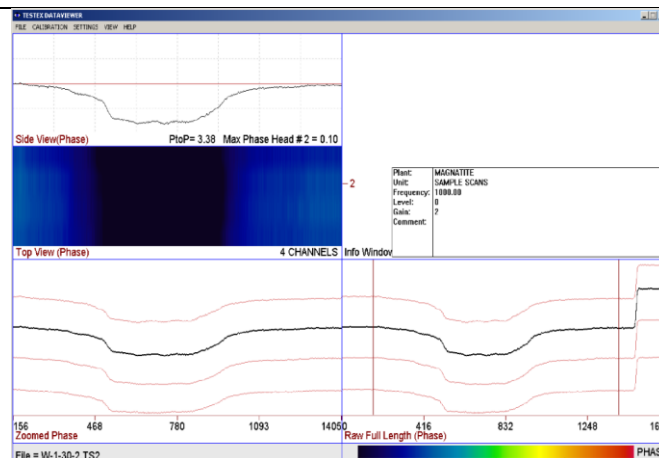 TESTEX DATAVIEWER
FILE CALIBRATION SETTINGS VIEW HELP
Side View(Phase) PtoP= 3.38 Max Phase Head # 2 = 0.10
2
Top View (Phase) 4 CHANNELS
Plant: MAGNATITE
Unit: SAMPLE SCANS
Frequency: 1000.00
Level: 0
Gain: 2
Comment:
Info Window
156 468 780 1093 1405
Zoomed Phase
0 416 832 1248 16
Raw Full Length (Phase)
File = W-1-30-2.TS2
PHAS